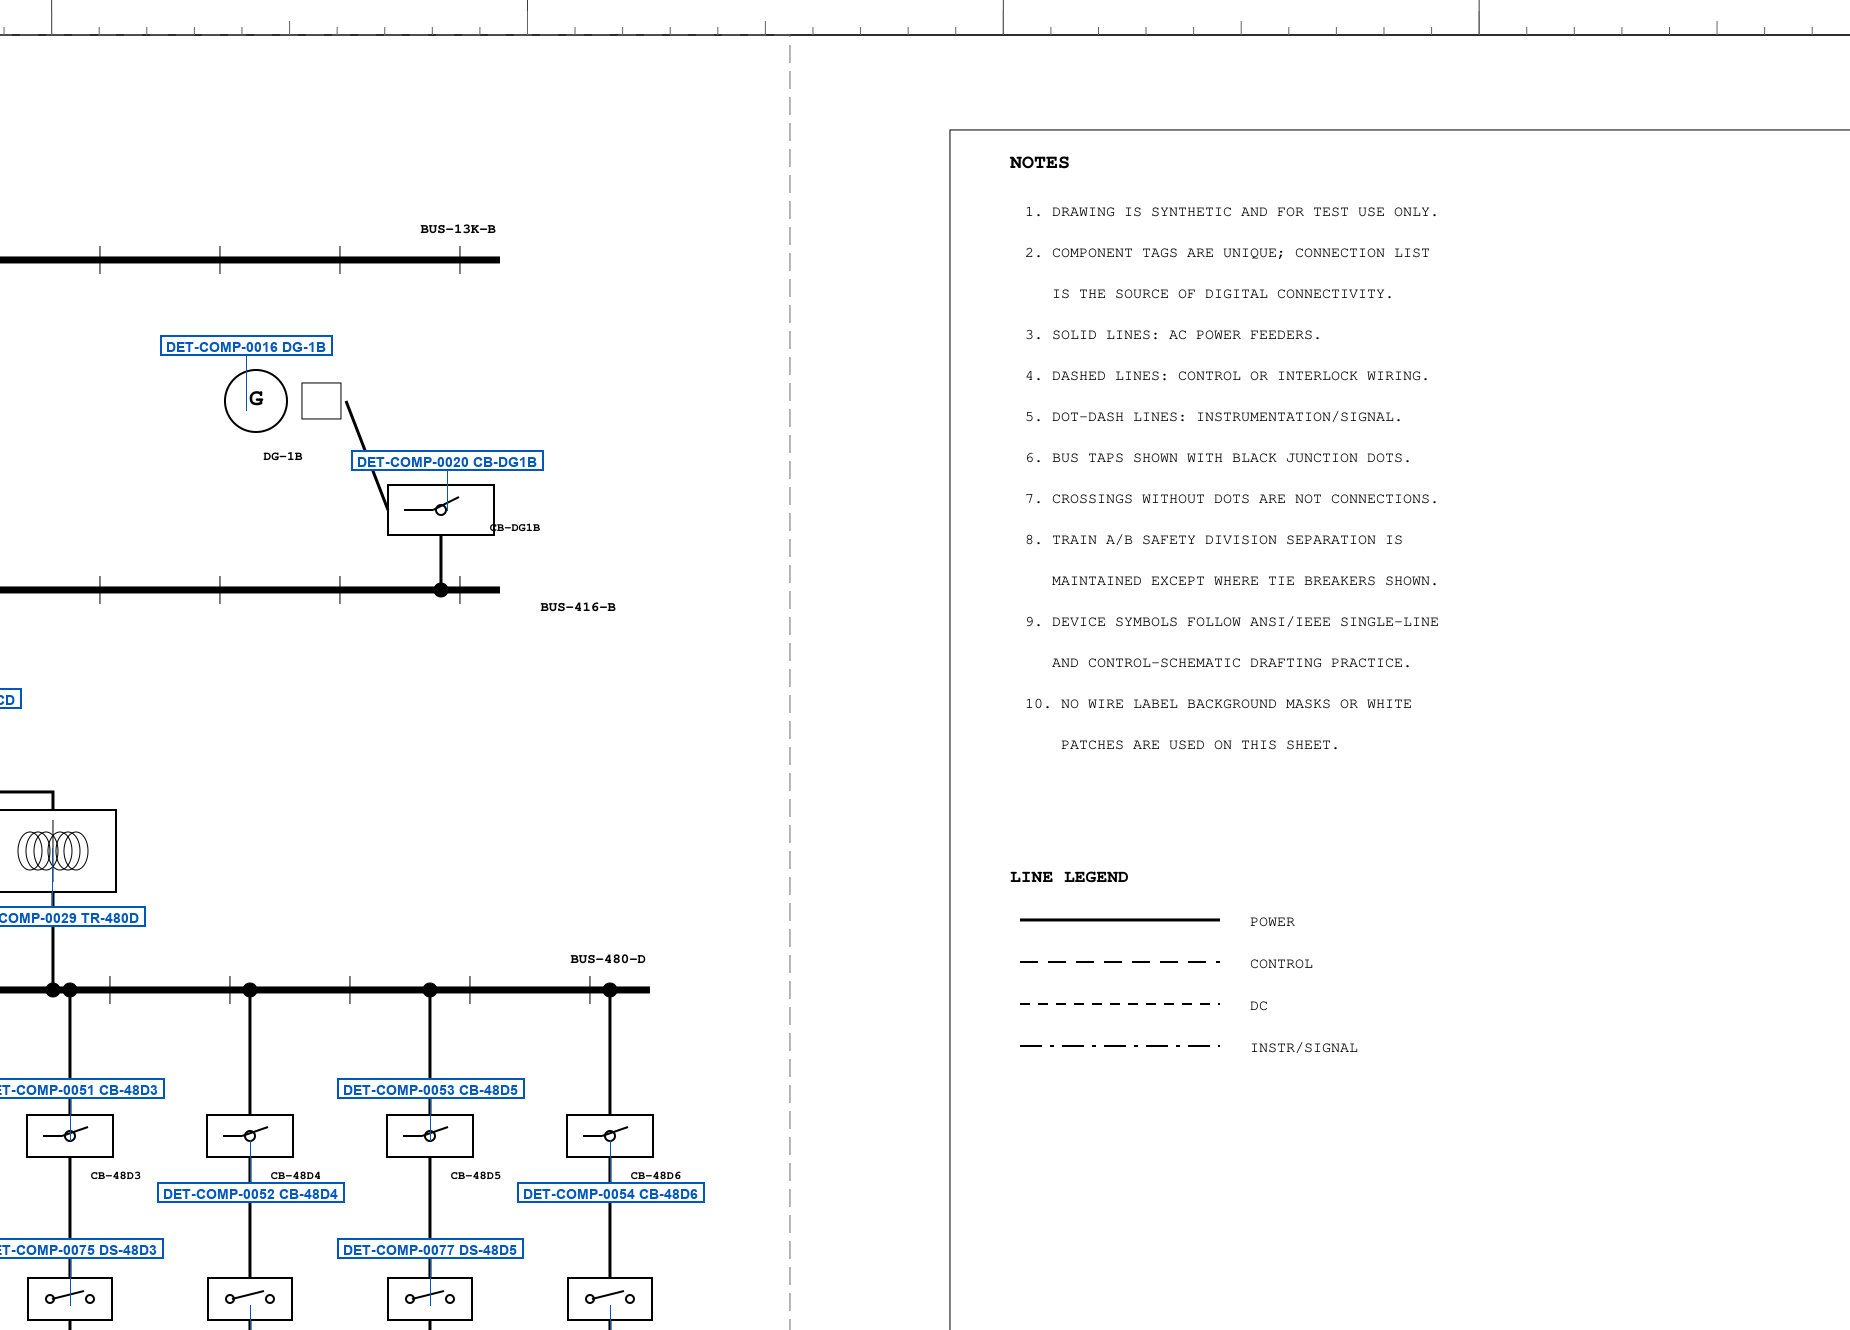 BUS-13K-B
DET-COMP-0016 DG-1B
G
DG-1B
DET-COMP-0020 CB-DG1B
CB-DG1B
BUS-416-B
CD
COMP-0029 TR-480D
BUS-480-D
ET-COMP-0051 CB-48D3
DET-COMP-0053 CB-48D5
CB-48D3
CB-48D4
CB-48D5
CB-48D6
DET-COMP-0052 CB-48D4
DET-COMP-0054 CB-48D6
ET-COMP-0075 DS-48D3
DET-COMP-0077 DS-48D5
NOTES
1. DRAWING IS SYNTHETIC AND FOR TEST USE ONLY.
2. COMPONENT TAGS ARE UNIQUE; CONNECTION LIST
IS THE SOURCE OF DIGITAL CONNECTIVITY.
3. SOLID LINES: AC POWER FEEDERS.
4. DASHED LINES: CONTROL OR INTERLOCK WIRING.
5. DOT-DASH LINES: INSTRUMENTATION/SIGNAL.
6. BUS TAPS SHOWN WITH BLACK JUNCTION DOTS.
7. CROSSINGS WITHOUT DOTS ARE NOT CONNECTIONS.
8. TRAIN A/B SAFETY DIVISION SEPARATION IS
MAINTAINED EXCEPT WHERE TIE BREAKERS SHOWN.
9. DEVICE SYMBOLS FOLLOW ANSI/IEEE SINGLE-LINE
AND CONTROL-SCHEMATIC DRAFTING PRACTICE.
10. NO WIRE LABEL BACKGROUND MASKS OR WHITE
PATCHES ARE USED ON THIS SHEET.
LINE LEGEND
POWER
CONTROL
DC
INSTR/SIGNAL